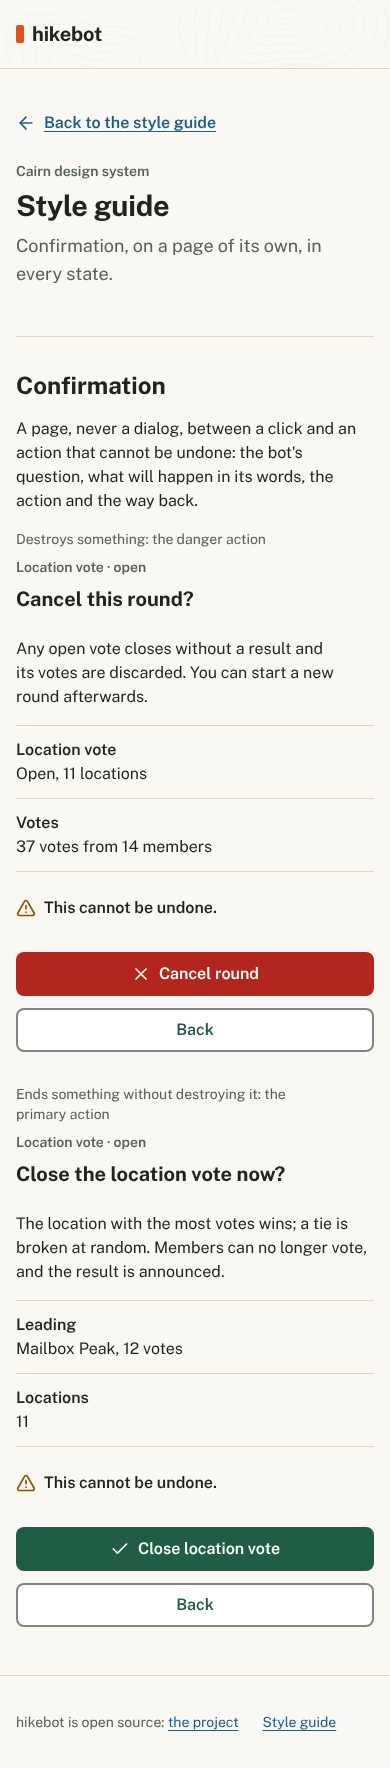 hikebot
Back to the style guide
Cairn design system
Style guide
Confirmation, on a page of its own, in
every state.
Confirmation
A page, never a dialog, between a click and an
action that cannot be undone: the bot's
question, what will happen in its words, the
action and the way back.
Destroys something: the danger action
Location vote · open
Cancel this round?
Any open vote closes without a result and
its votes are discarded. You can start a new
round afterwards.
Location vote
Open, 11 locations
Votes
37 votes from 14 members
This cannot be undone.
Cancel round
Back
Ends something without destroying it: the
primary action
Location vote · open
Close the location vote now?
The location with the most votes wins; a tie is
broken at random. Members can no longer vote,
and the result is announced.
Leading
Mailbox Peak, 12 votes
Locations
11
This cannot be undone.
Close location vote
Back
hikebot is open source: the project Style guide